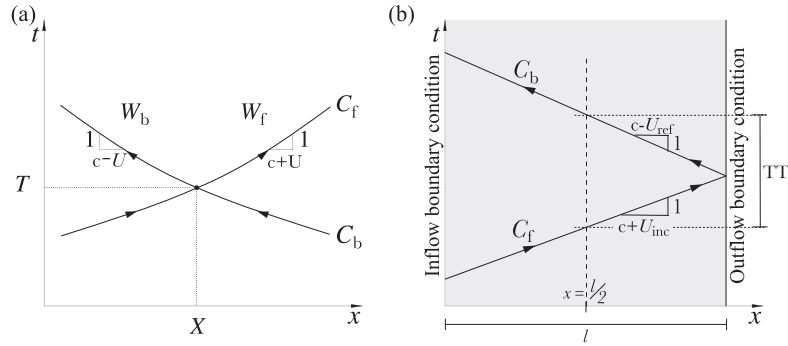 (a)
t
W_b
W_f
C_f
1
c−U
1
c+U
T
C_b
X
x
(b)
t
Inflow boundary condition
Outflow boundary condition
C_b
c-U_ref
1
TT
1
C_f
c+U_inc
x = l/2
x
l